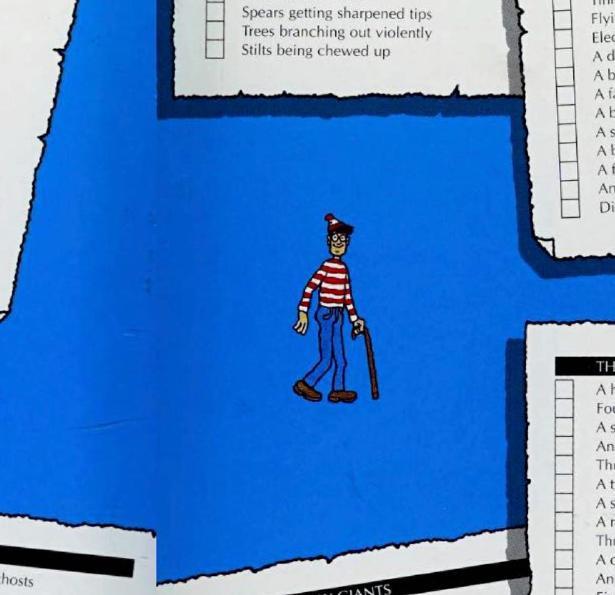 Spears getting sharpened tips
Trees branching out violently
Stilts being chewed up
Flyi
Elec
A d
A b
A fa
A b
A s
A b
A f
An
Di
TH
A h
Fou
A s
An
Thr
A t
A s
A r
Thr
A c
An
hosts
GIANTS